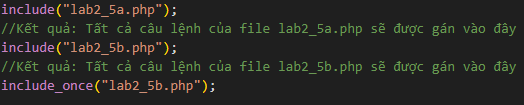 include("lab2_5a.php");
//Kết quả: Tất cả câu lệnh của file lab2_5a.php sẽ được gán vào đây
include("lab2_5b.php");
//Kết quả: Tất cả câu lệnh của file lab2_5b.php sẽ được gán vào đây
include_once("lab2_5b.php");